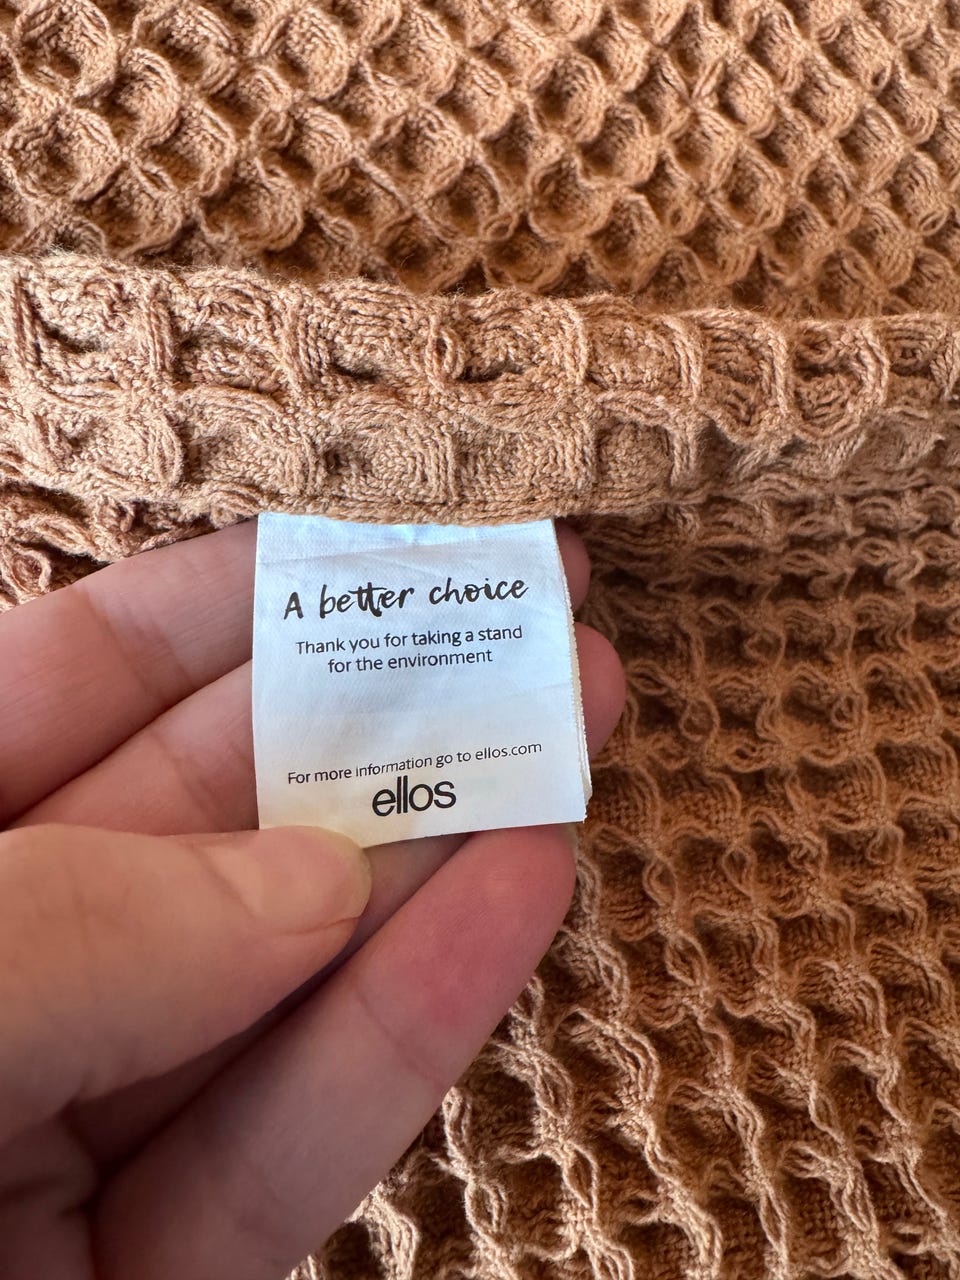 A better choice
Thank you for taking a stand
for the environment
For more information go to ellos.com
ellos